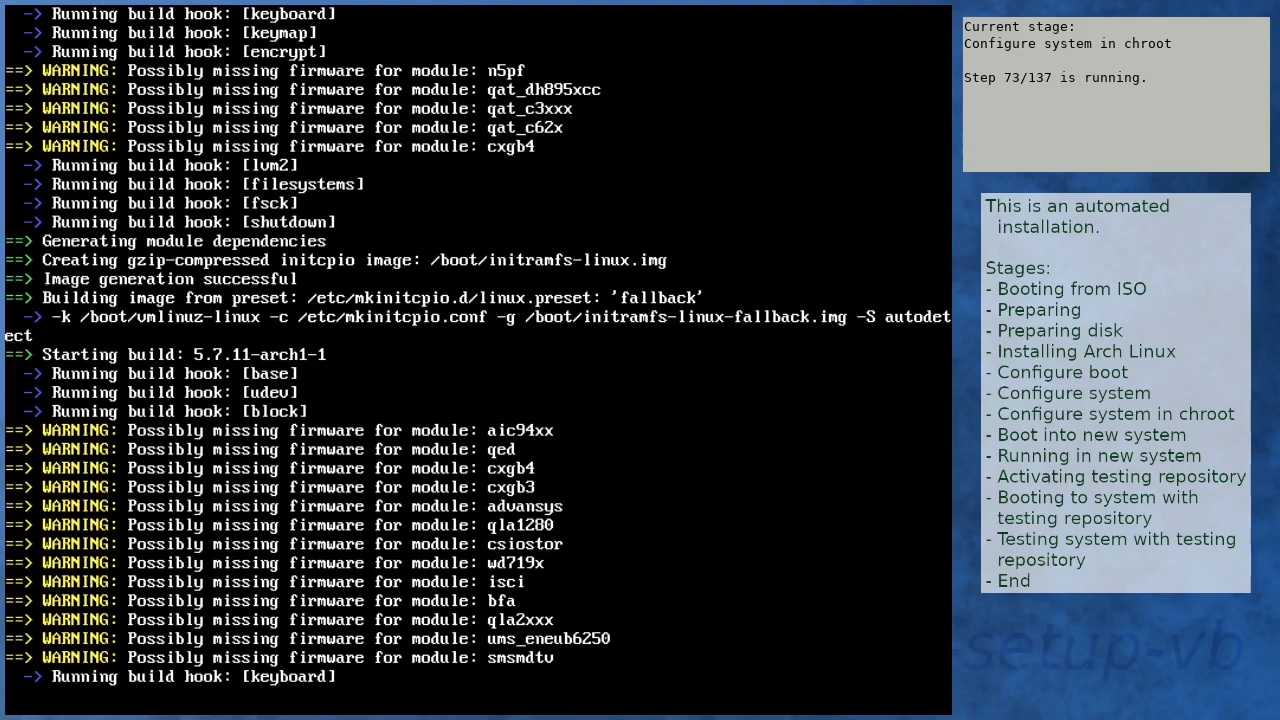 -> Running build hook: [keyboard]
-> Running build hook: [keymap]
-> Running build hook: [encrypt]
==> WARNING: Possibly missing firmware for module: n5pf
==> WARNING: Possibly missing firmware for module: qat_dh895xcc
==> WARNING: Possibly missing firmware for module: qat_c3xxx
==> WARNING: Possibly missing firmware for module: qat_c62x
==> WARNING: Possibly missing firmware for module: cxgb4
-> Running build hook: [lvm2]
-> Running build hook: [filesystems]
-> Running build hook: [fsck]
-> Running build hook: [shutdown]
==> Generating module dependencies
==> Creating gzip-compressed initcpio image: /boot/initramfs-linux.img
==> Image generation successful
==> Building image from preset: /etc/mkinitcpio.d/linux.preset: 'fallback'
-> -k /boot/vmlinuz-linux -c /etc/mkinitcpio.conf -g /boot/initramfs-linux-fallback.img -S autodet
ect
==> Starting build: 5.7.11-arch1-1
-> Running build hook: [base]
-> Running build hook: [udev]
-> Running build hook: [block]
==> WARNING: Possibly missing firmware for module: aic94xx
==> WARNING: Possibly missing firmware for module: qed
==> WARNING: Possibly missing firmware for module: cxgb4
==> WARNING: Possibly missing firmware for module: cxgb3
==> WARNING: Possibly missing firmware for module: advansys
==> WARNING: Possibly missing firmware for module: qla1280
==> WARNING: Possibly missing firmware for module: csiostor
==> WARNING: Possibly missing firmware for module: wd719x
==> WARNING: Possibly missing firmware for module: isci
==> WARNING: Possibly missing firmware for module: bfa
==> WARNING: Possibly missing firmware for module: qla2xxx
==> WARNING: Possibly missing firmware for module: ums_eneub6250
==> WARNING: Possibly missing firmware for module: smsmdtv
-> Running build hook: [keyboard]
Current stage:
Configure system in chroot
Step 73/137 is running.
This is an automated
installation.
Stages:
- Booting from ISO
- Preparing
- Preparing disk
- Installing Arch Linux
- Configure boot
- Configure system
- Configure system in chroot
- Boot into new system
- Running in new system
- Activating testing repository
- Booting to system with
testing repository
- Testing system with testing
repository
- End
setup-vb